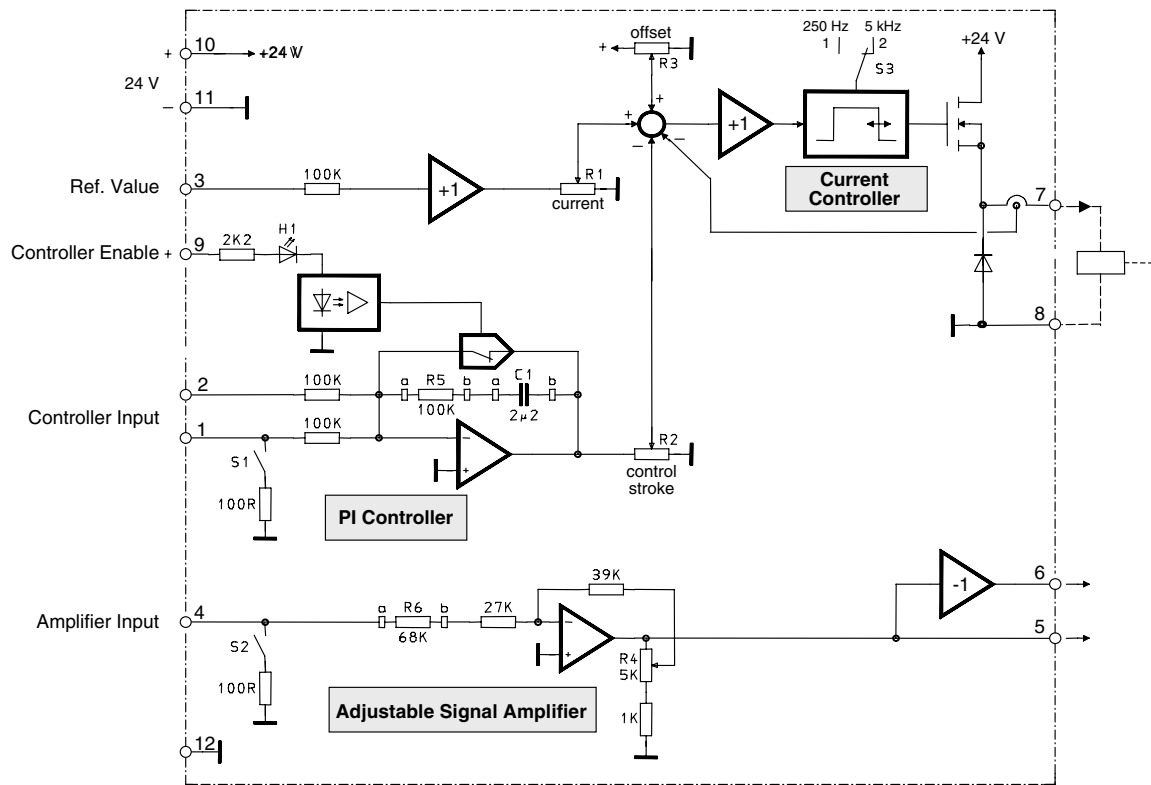 offset
250 Hz 5 kHz
1 2
+24 V
+ 10 +24 V
+ R3
S3
24 V
+
− 11
+ +1
−
−
Ref. Value 3 100K +1 R1
current
Current
Controller
7
Controller Enable + 9 2K2 H1
8
2 100K a R5 b a C1 b
100K 2µ2
Controller Input
1 100K − R2
+
control
stroke
S1
100R
PI Controller
39K -1 6
Amplifier Input 4 a R6 b 27K − 5
68K +
S2 R4
5K
100R
Adjustable Signal Amplifier 1K
12